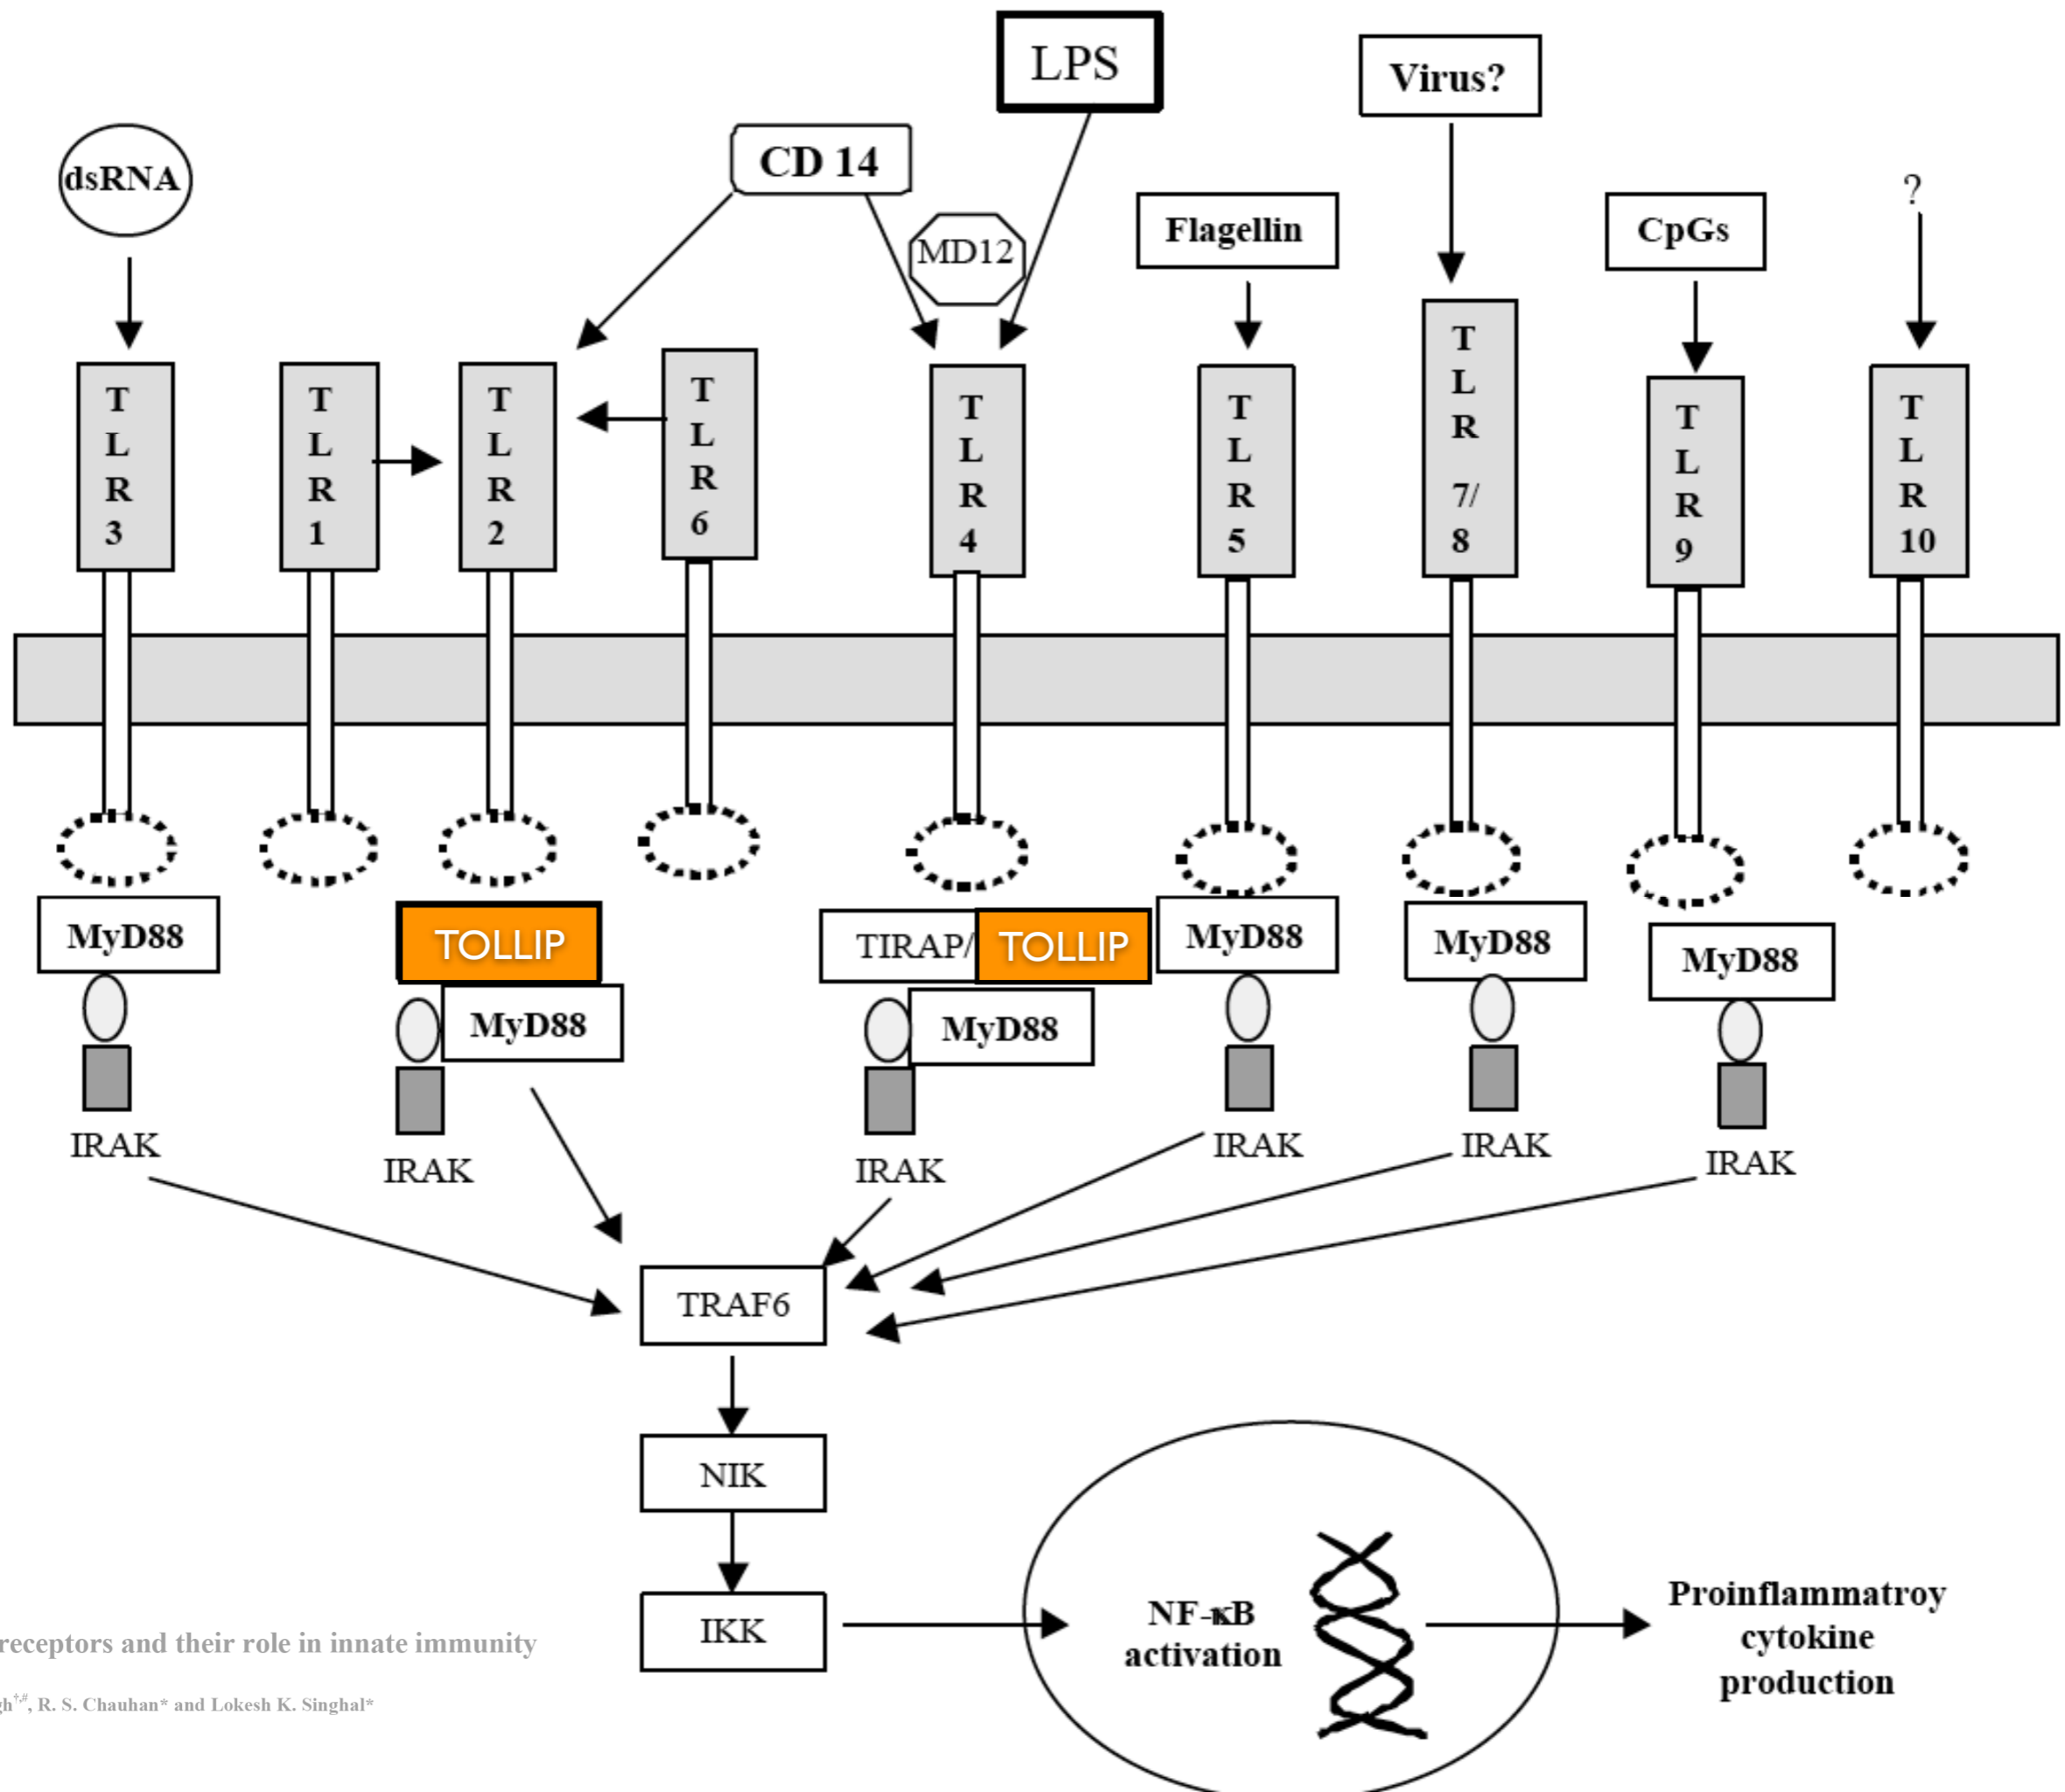 LPS
Virus?
CD 14
dsRNA
MD12
Flagellin
CpGs
?
T
L
R
3
T
L
R
1
T
L
R
2
T
L
R
6
T
L
R
4
T
L
R
5
T
L
R
7/
8
T
L
R
9
T
L
R
10
MyD88
TOLLIP
MyD88
TIRAP/
TOLLIP
MyD88
MyD88
MyD88
MyD88
IRAK
IRAK
IRAK
IRAK
IRAK
IRAK
TRAF6
NIK
IKK
NF-κB
activation
Proinflammatroy
cytokine
production
receptors and their role in innate immunity
gh†,#, R. S. Chauhan* and Lokesh K. Singhal*